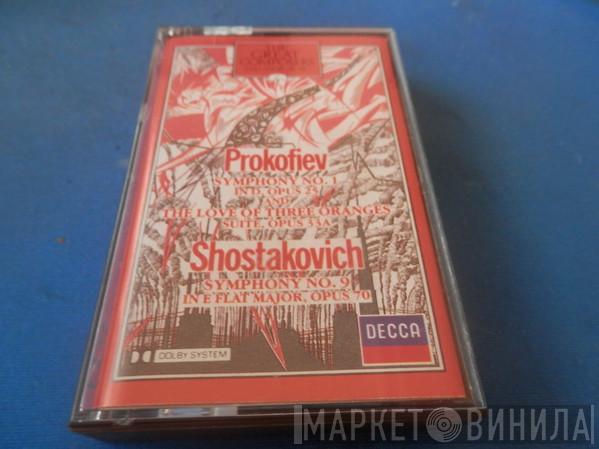 THE
GREAT
COMPOSERS
Prokofiev
SYMPHONY NO. 1
IN D, OPUS 25
AND
THE LOVE OF THREE ORANGES
SUITE, OPUS 33A
Shostakovich
SYMPHONY NO. 9
IN E FLAT MAJOR, OPUS 70
DECCA
DOLBY SYSTEM
МАРКЕТ ВИНИЛА